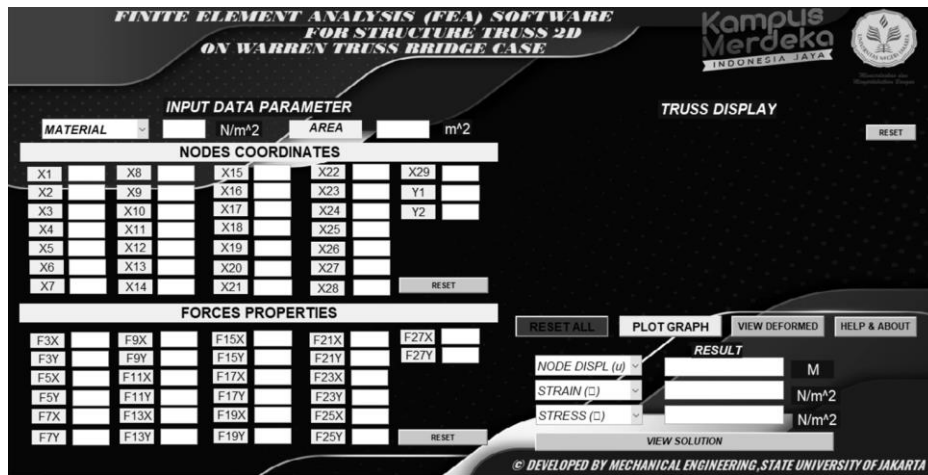 FINITE ELEMENT ANALYSIS (FEA) SOFTWARE
FOR STRUCTURE TRUSS 2D
ON WARREN TRUSS BRIDGE CASE
Kampus
Merdeka
INDONESIA JAYA
INPUT DATA PARAMETER
MATERIAL N/m^2 AREA m^2
NODES COORDINATES
X1 X8 X15 X22 X29
X2 X9 X16 X23 Y1
X3 X10 X17 X24 Y2
X4 X11 X18 X25
X5 X12 X19 X26
X6 X13 X20 X27
X7 X14 X21 X28 RESET
FORCES PROPERTIES
F3X F9X F15X F21X F27X
F3Y F9Y F15Y F21Y F27Y
F5X F11X F17X F23X
F5Y F11Y F17Y F23Y
F7X F13X F19X F25X
F7Y F13Y F19Y F25Y RESET
TRUSS DISPLAY
RESET
RESET ALL PLOT GRAPH VIEW DEFORMED HELP & ABOUT
RESULT
NODE DISPL (u) M
STRAIN (□) N/m^2
STRESS (□) N/m^2
VIEW SOLUTION
© DEVELOPED BY MECHANICAL ENGINEERING,STATE UNIVERSITY OF JAKARTA